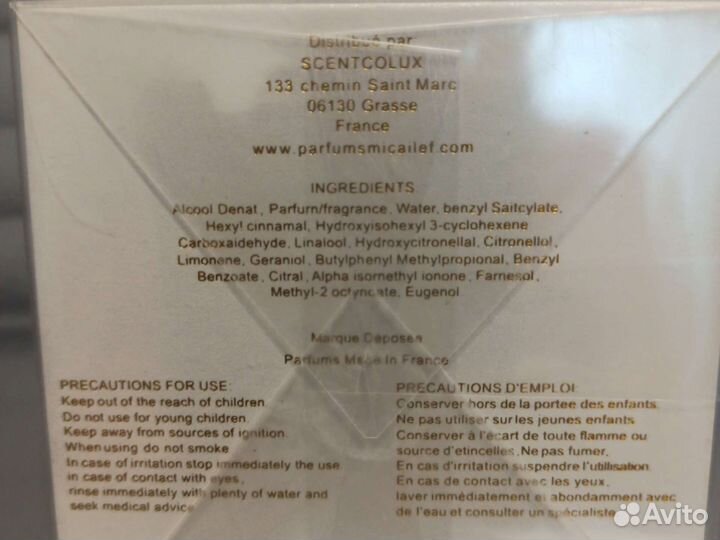 Distribué par
SCENTCOLUX
133 chemin Saint Marc
06130 Grasse
France
www.parfumsmicailef.com
INGREDIENTS
Alcool Denat, Parfum/fragrance, Water, benzyl Saitcylate,
Hexyl cinnamal, Hydroxyisohexyl 3-cyclohexene
Carboxaidehyde, Linalool, Hydroxycitronellal, Citronellol,
Limonene, Geraniol, Butylphenyl Methylpropional, Benzyl
Benzoate, Citral, Alpha isomethyl ionone, Farnesol,
Methyl-2 octyncate, Eugenol
Marque Déposée
Parfums Made In France
PRECAUTIONS FOR USE:
Keep out of the reach of children.
Do not use for young children.
Keep away from sources of ignition.
When using do not smoke
In case of irritation stop immediately the use
in case of contact with eyes,
rinse immediately with plenty of water and
seek medical advice
PRECAUTIONS D'EMPLOI:
Conserver hors de la portee des enfants.
Ne pas utiliser sur les jeunes enfants
Conserver à l'écart de toute flamme ou
source d'etincelles. Ne pas fumer.
En cas d'irritation suspendre l'utillisation.
En cas de contact avec les yeux,
laver immédiatement et abondamment avec
de l'eau et consulter un spécialiste
Avito